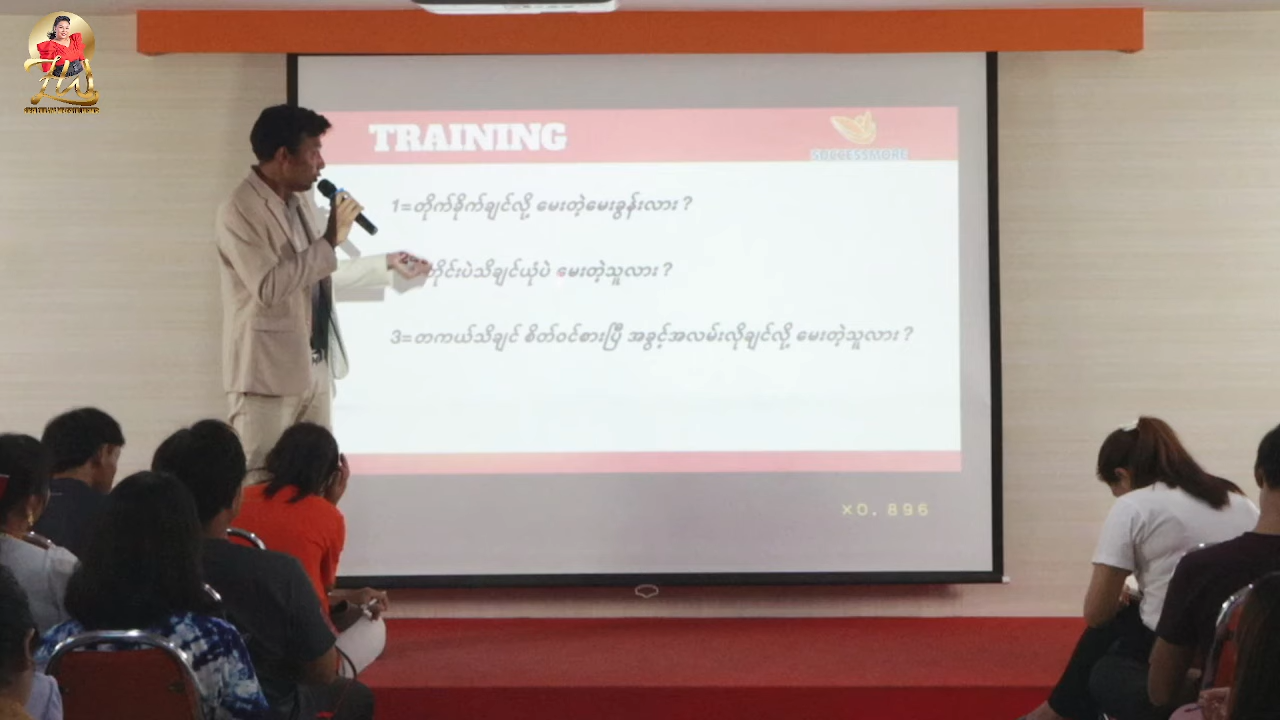 TRAINING
SUCCESSMORE
1=တိုက်ခိုက်ချင်လို့ မေးတဲ့မေးခွန်းလား ?
တိုင်းပဲသိချင်ယုံပဲ မေးတဲ့သူလား ?
3=တကယ်သိချင် စိတ်ဝင်စားပြီ အခွင့်အလမ်းလိုချင်လို့ မေးတဲ့သူလား ?
×0.896